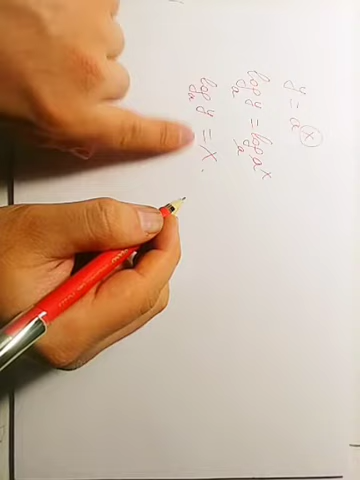 y = a^x
log_a y = log_a a^x
log_a y = x.